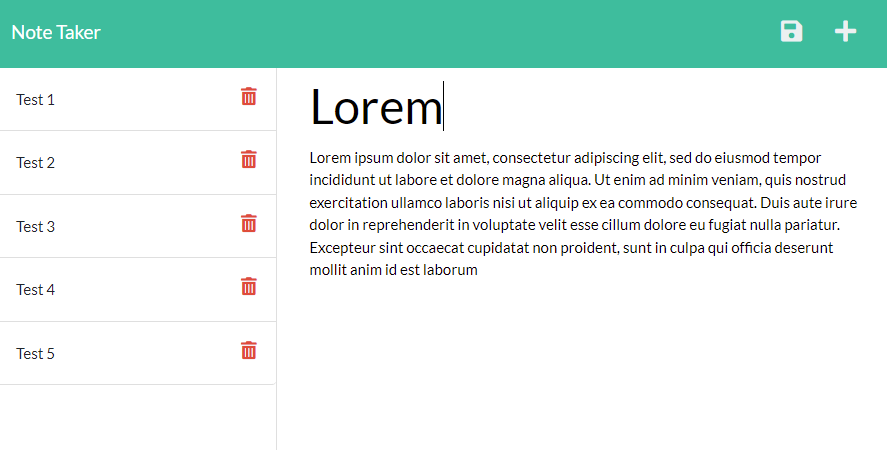 Note Taker
Test 1
Test 2
Test 3
Test 4
Test 5
Lorem
Lorem ipsum dolor sit amet, consectetur adipiscing elit, sed do eiusmod tempor
incididunt ut labore et dolore magna aliqua. Ut enim ad minim veniam, quis nostrud
exercitation ullamco laboris nisi ut aliquip ex ea commodo consequat. Duis aute irure
dolor in reprehenderit in voluptate velit esse cillum dolore eu fugiat nulla pariatur.
Excepteur sint occaecat cupidatat non proident, sunt in culpa qui officia deserunt
mollit anim id est laborum